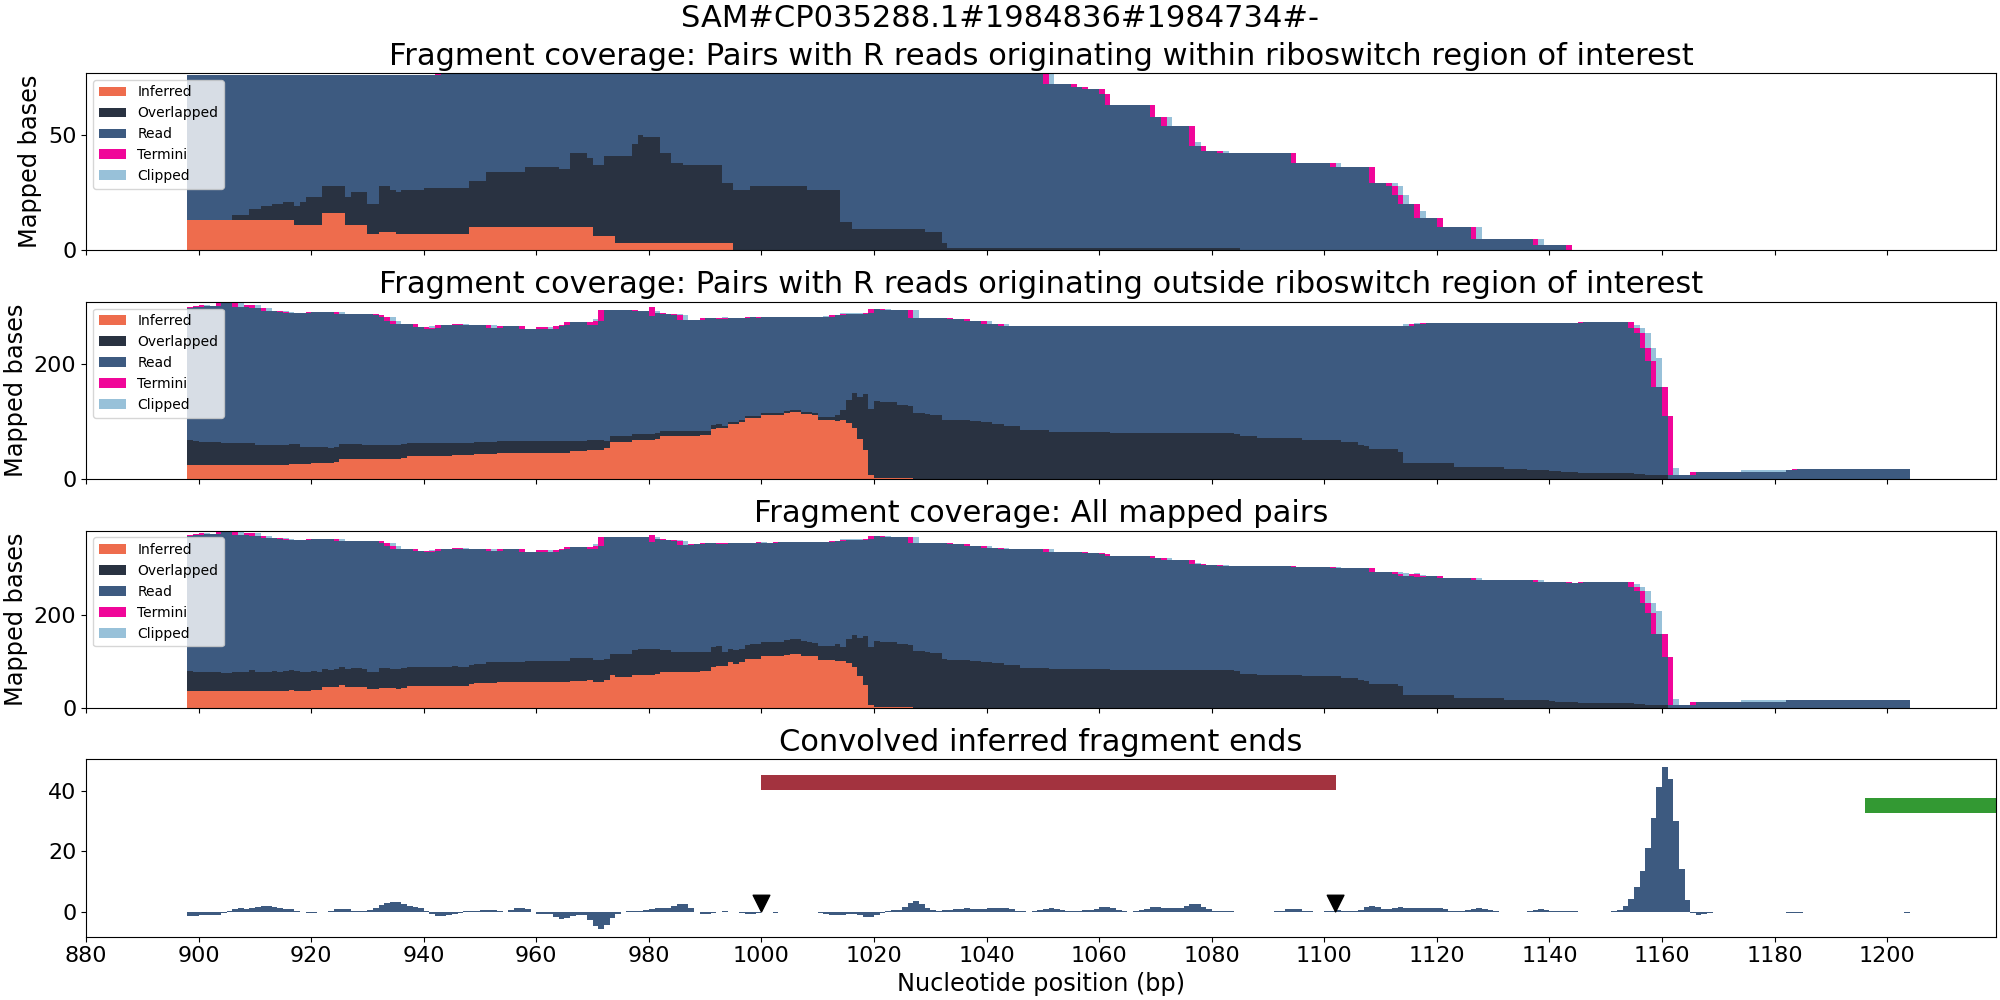 SAM#CP035288.1#1984836#1984734#-
Fragment coverage: Pairs with R reads originating within riboswitch region of interest
Mapped bases
50
0
Inferred
Overlapped
Read
Termini
Clipped
Fragment coverage: Pairs with R reads originating outside riboswitch region of interest
Mapped bases
200
0
Inferred
Overlapped
Read
Termini
Clipped
Fragment coverage: All mapped pairs
Mapped bases
200
0
Inferred
Overlapped
Read
Termini
Clipped
Convolved inferred fragment ends
40
20
0
880 900 920 940 960 980 1000 1020 1040 1060 1080 1100 1120 1140 1160 1180 1200
Nucleotide position (bp)